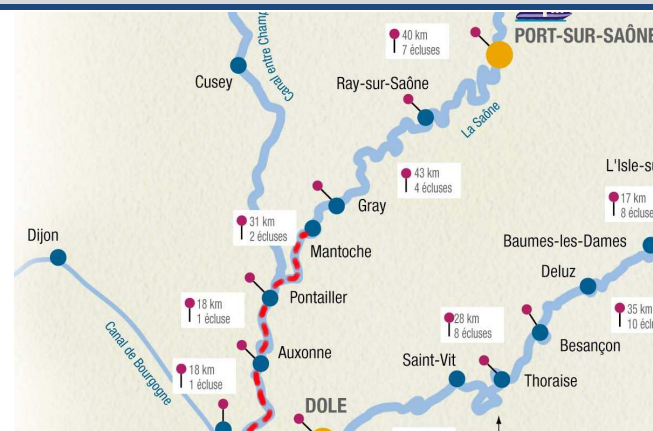 40 km
7 écluses
PORT-SUR-SAÔNE
Canal entre Champ
Cusey
Ray-sur-Saône
La Saône
43 km
4 écluses
L'Isle-su
17 km
8 écluse
Gray
31 km
2 écluses
Mantoche
Dijon
Baumes-les-Dames
Deluz
Pontailler
18 km
1 écluse
28 km
8 écluses
35 km
10 éclu
Besançon
Canal de Bourgogne
Auxonne
18 km
1 écluse
Saint-Vit
Thoraise
DOLE